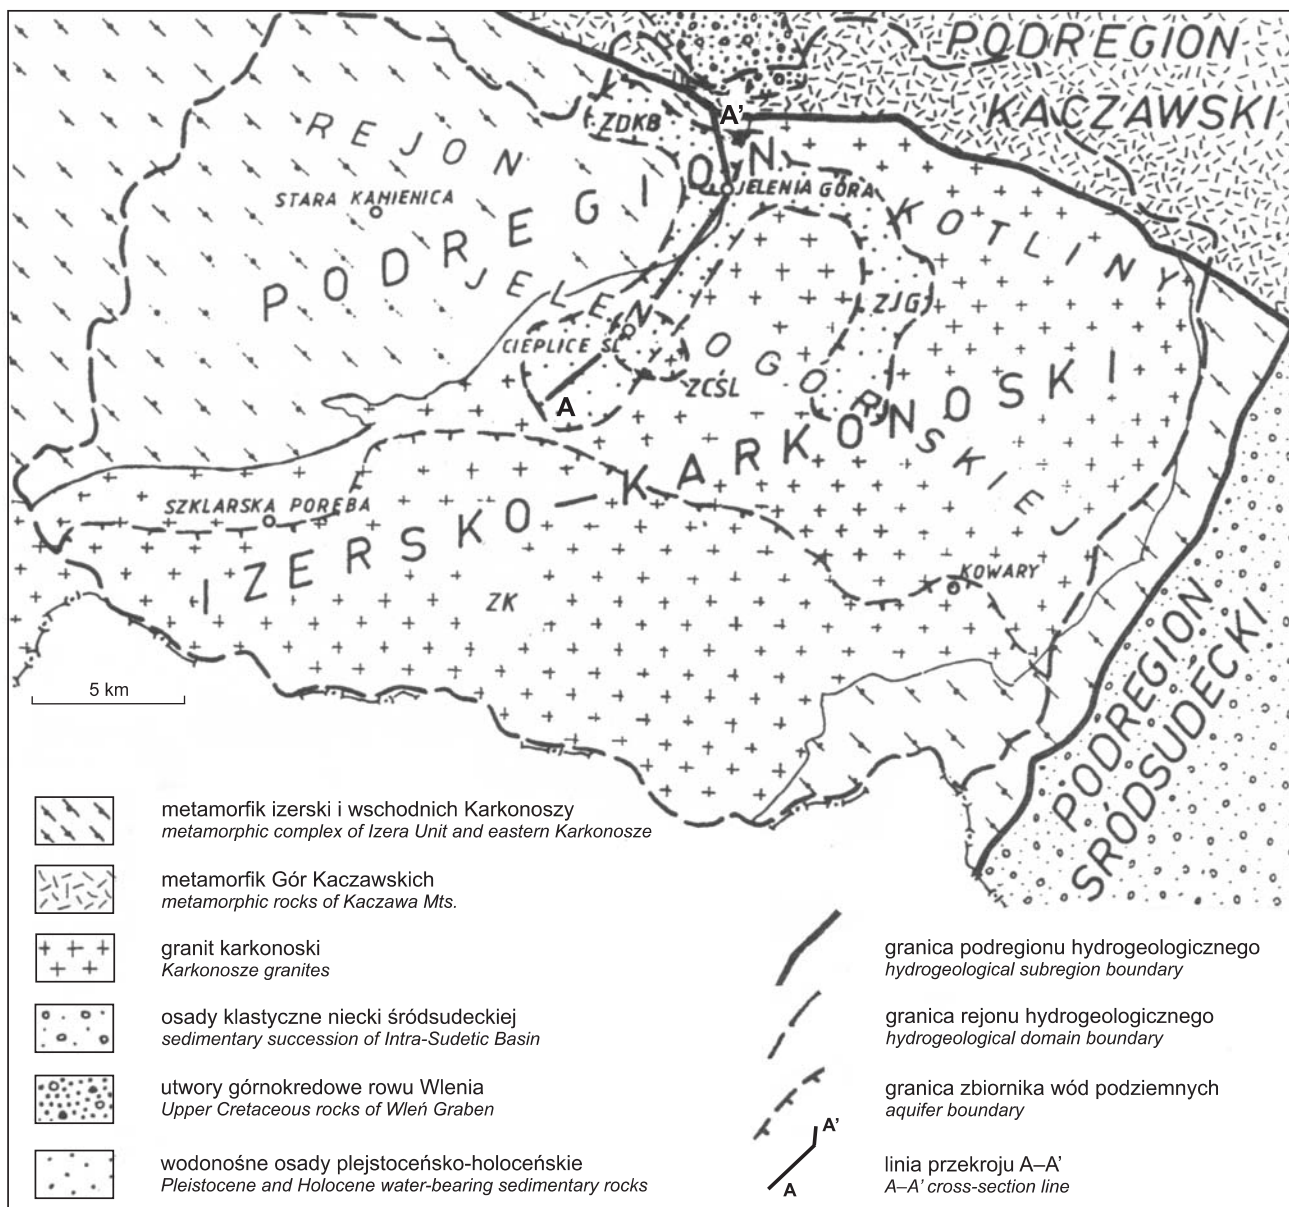 PODREGION
KACZAWSKI
A'
ZDKB
REJON
JELENIA GÓRA
STARA KAMIENICA
PODREGION
KOTLINY
JELENIOGÓRSKIEJ
ZJG
CIEPLICE ŚL.
ZCŚL
A
IZERSKO–KARKONOSKI
SZKLARSKA PORĘBA
KOWARY
ZK
5 km
PODREGION
ŚRÓDSUDECKI
metamorfik izerski i wschodnich Karkonoszy
metamorphic complex of Izera Unit and eastern Karkonosze
metamorfik Gór Kaczawskich
metamorphic rocks of Kaczawa Mts.
granit karkonoski
Karkonosze granites
osady klastyczne niecki śródsudeckiej
sedimentary succession of Intra-Sudetic Basin
utwory górnokredowe rowu Wlenia
Upper Cretaceous rocks of Wleń Graben
wodonośne osady plejstoceńsko-holoceńskie
Pleistocene and Holocene water-bearing sedimentary rocks
granica podregionu hydrogeologicznego
hydrogeological subregion boundary
granica rejonu hydrogeologicznego
hydrogeological domain boundary
granica zbiornika wód podziemnych
aquifer boundary
A'
A
linia przekroju A–A'
A–A' cross-section line